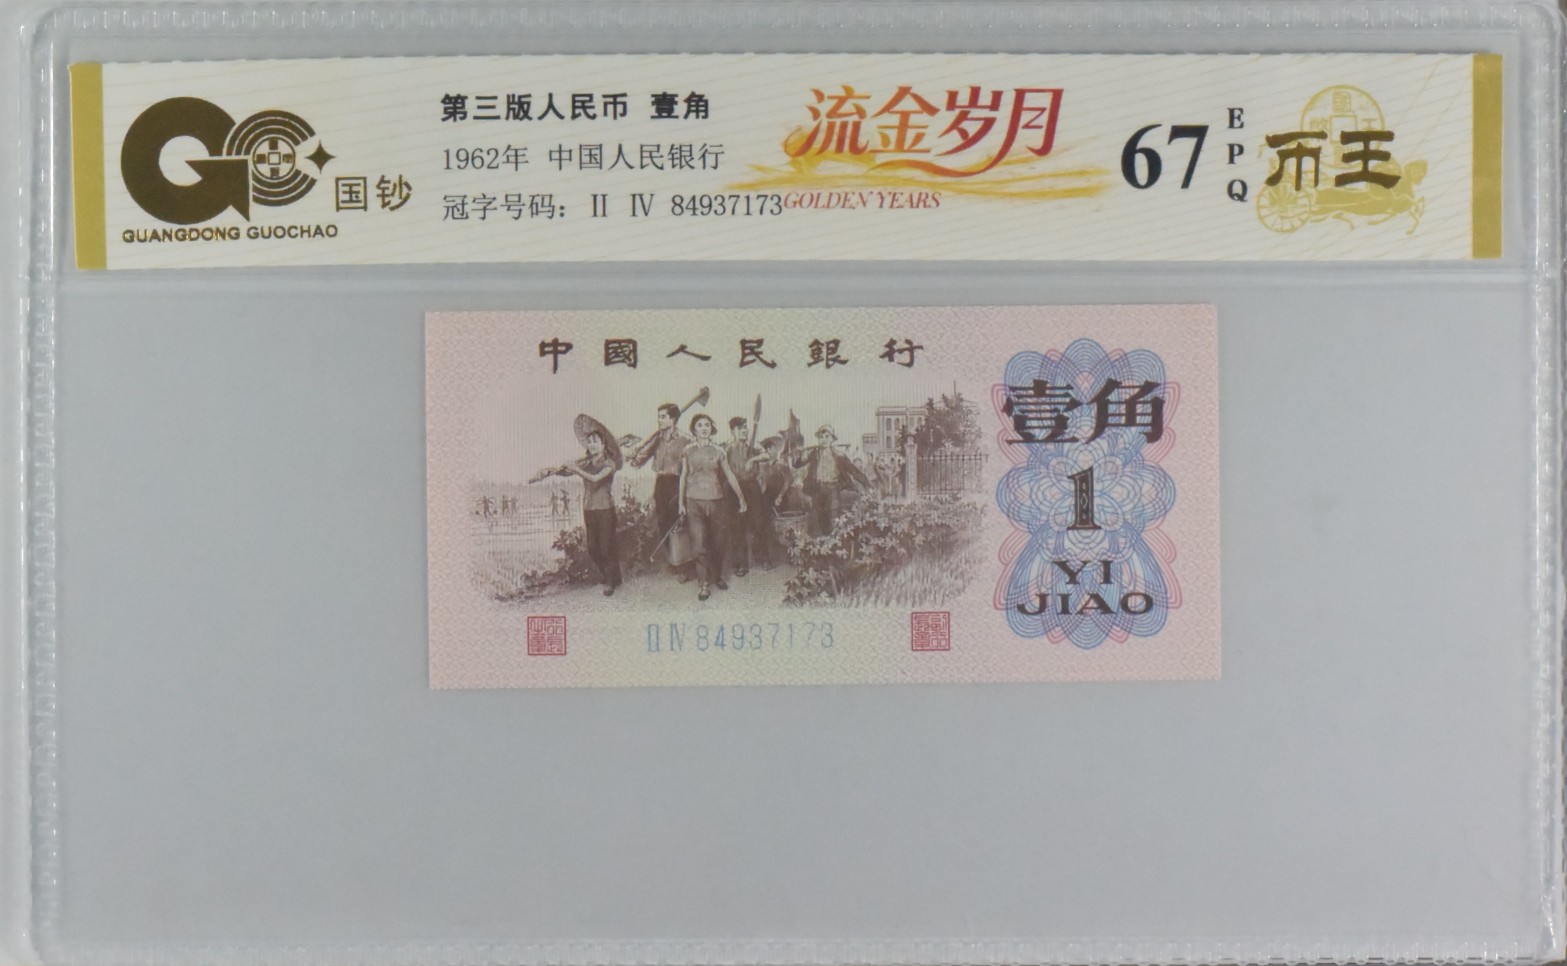 国钞
GUANGDONG GUOCHAO
第三版人民币 壹角
1962年 中国人民银行
冠字号码： II IV 84937173
流金岁月
GOLDEN YEARS
67
EPQ
币王
中國人民銀行
壹角
1
YI
JIAO
II IV 84937173